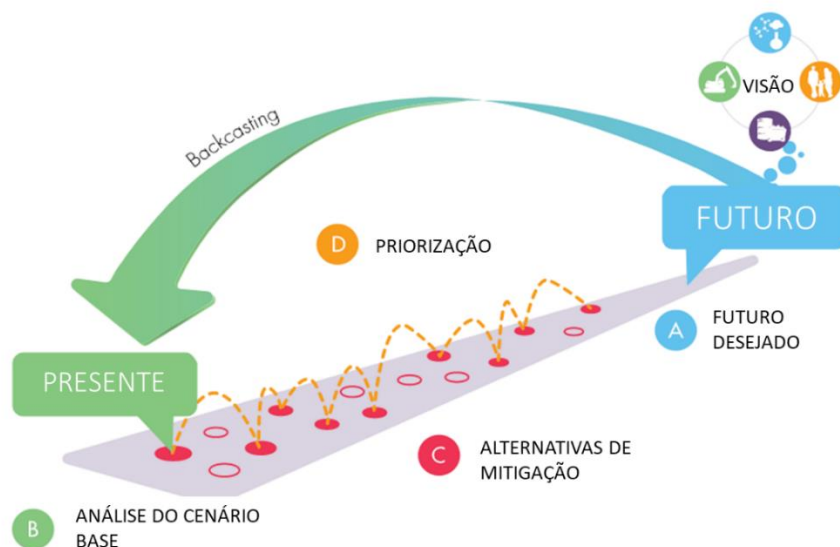 VISÃO
Backcasting
FUTURO
D PRIORIZAÇÃO
A FUTURO
DESEJADO
PRESENTE
C ALTERNATIVAS DE
MITIGAÇÃO
B ANÁLISE DO CENÁRIO
BASE